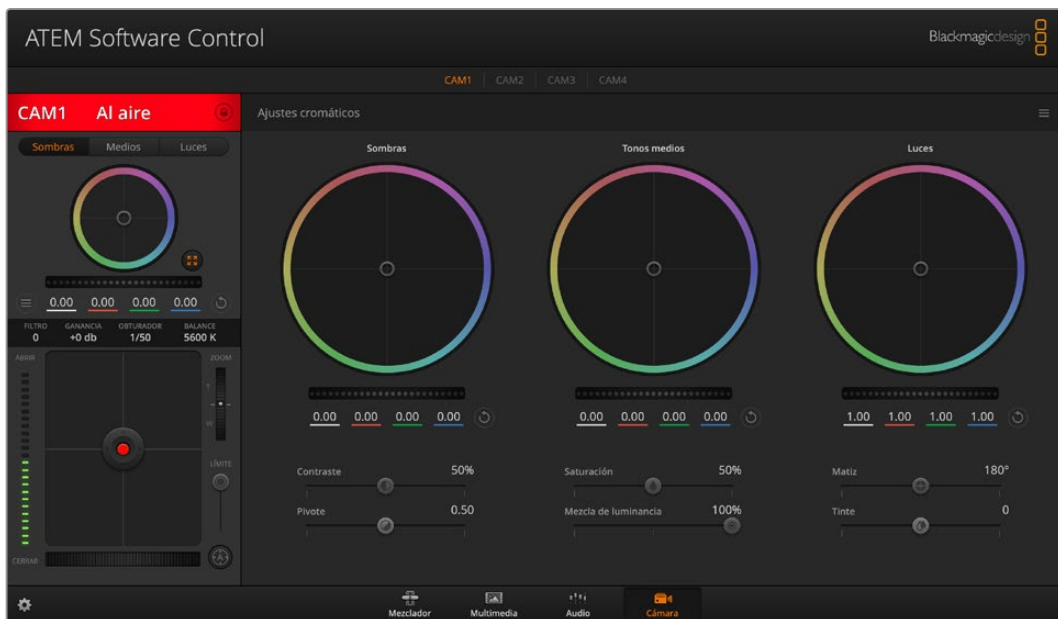 ATEM Software Control
Blackmagicdesign
CAM1 CAM2 CAM3 CAM4
CAM1 Al aire
Ajustes cromáticos
Sombras Medios Luces
0.00 0.00 0.00 0.00
FILTRO GANANCIA OBTURADOR BALANCE
0 +0 db 1/50 5600 K
ABRIR
ZOOM
T
W
LÍMITE
CERRAR
Sombras Tonos medios Luces
0.00 0.00 0.00 0.00
0.00 0.00 0.00 0.00
1.00 1.00 1.00 1.00
Contraste 50%
Saturación 50%
Matiz 180°
Pivote 0.50
Mezcla de luminancia 100%
Tinte 0
Mezclador Multimedia Audio Cámara